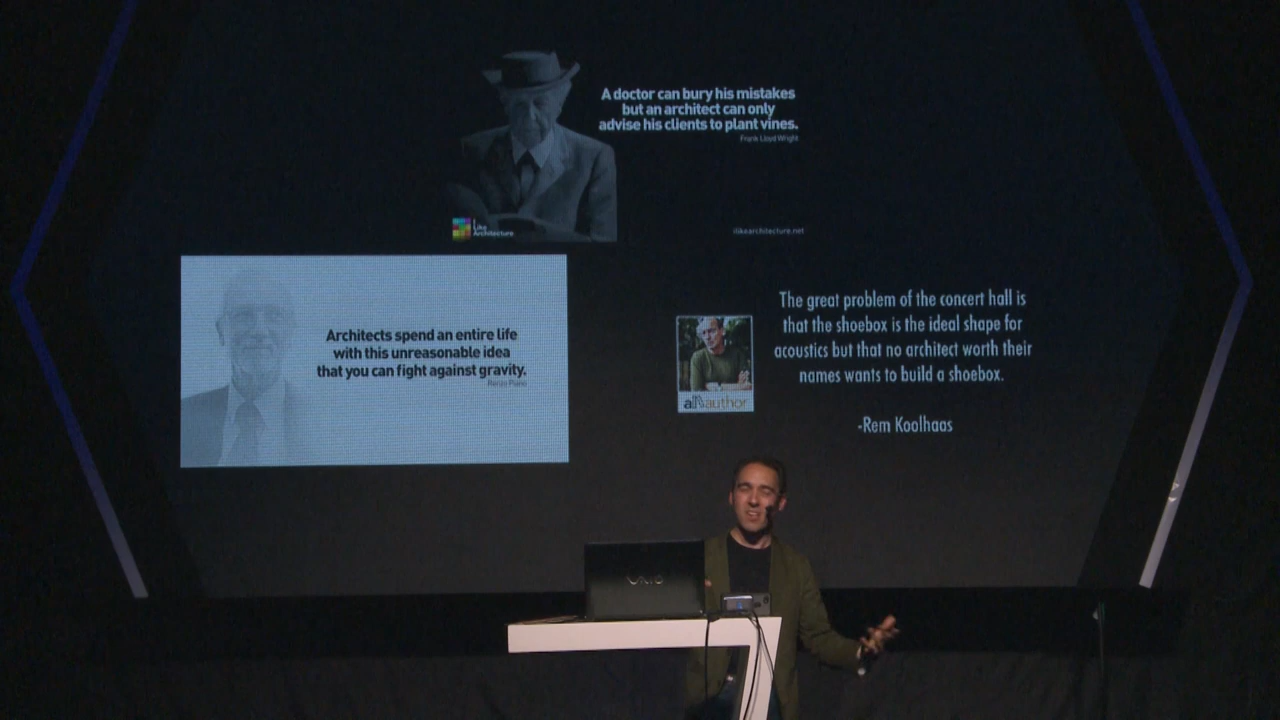 A doctor can bury his mistakes
but an architect can only
advise his clients to plant vines.
Frank Lloyd Wright
I
Like
Architecture
ilikearchitecture.net
Architects spend an entire life
with this unreasonable idea
that you can fight against gravity.
Renzo Piano
The great problem of the concert hall is
that the shoebox is the ideal shape for
acoustics but that no architect worth their
names wants to build a shoebox.
-Rem Koolhaas
allauthor
VAIO